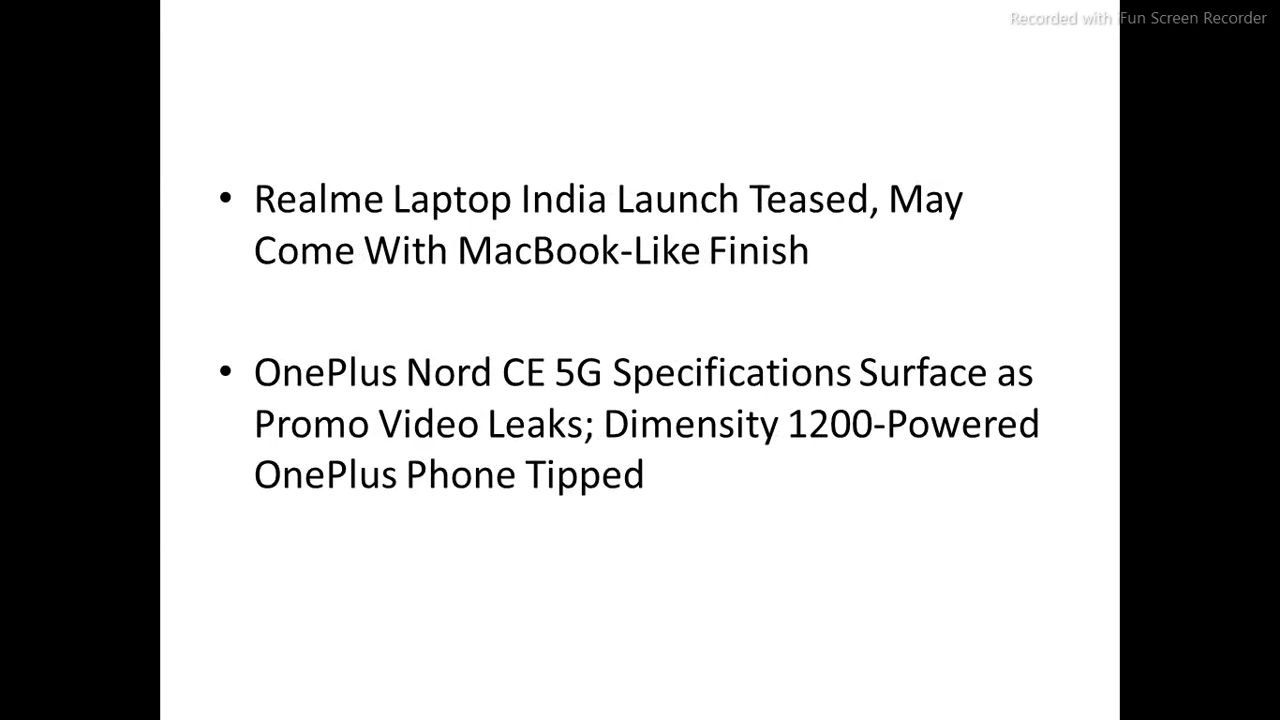 Recorded with iFun Screen Recorder
• Realme Laptop India Launch Teased, May
Come With MacBook-Like Finish
• OnePlus Nord CE 5G Specifications Surface as
Promo Video Leaks; Dimensity 1200-Powered
OnePlus Phone Tipped